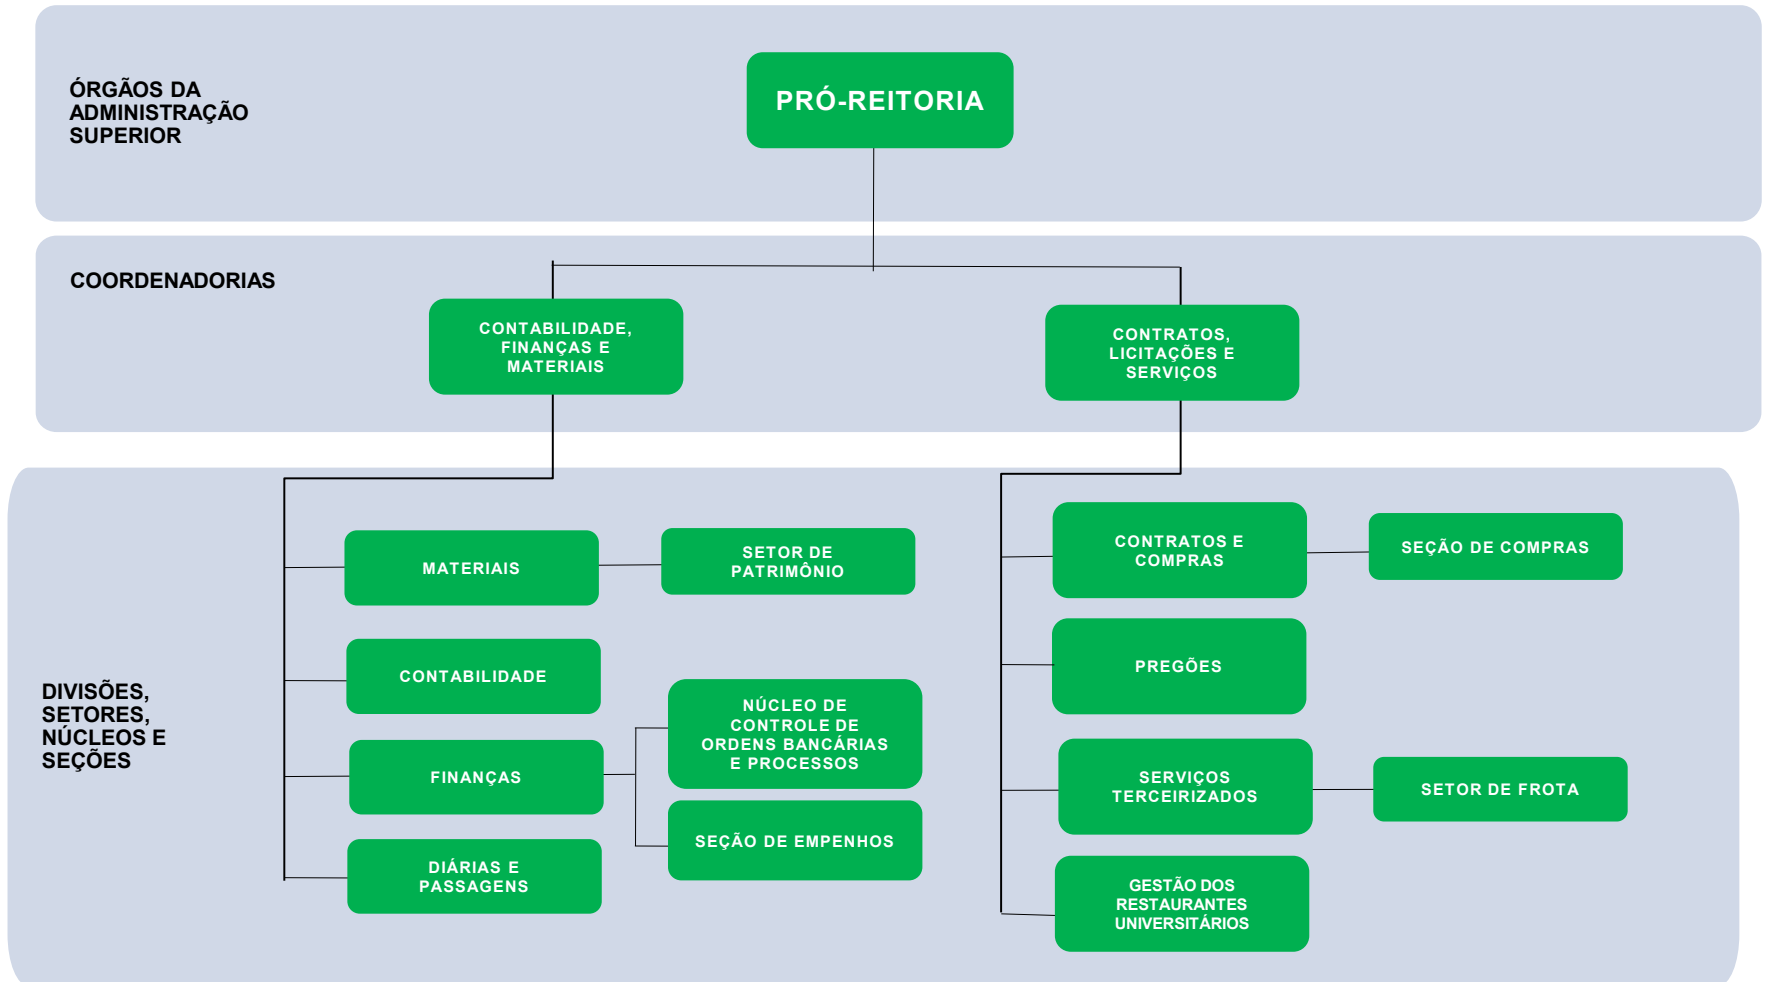 ÓRGÃOS DA
ADMINISTRAÇÃO
SUPERIOR
PRÓ-REITORIA
COORDENADORIAS
CONTABILIDADE,
FINANÇAS E
MATERIAIS
CONTRATOS,
LICITAÇÕES E
SERVIÇOS
DIVISÕES,
SETORES,
NÚCLEOS E
SEÇÕES
MATERIAIS
SETOR DE
PATRIMÔNIO
CONTABILIDADE
FINANÇAS
NÚCLEO DE
CONTROLE DE
ORDENS BANCÁRIAS
E PROCESSOS
SEÇÃO DE EMPENHOS
DIÁRIAS E
PASSAGENS
CONTRATOS E
COMPRAS
SEÇÃO DE COMPRAS
PREGÕES
SERVIÇOS
TERCEIRIZADOS
SETOR DE FROTA
GESTÃO DOS
RESTAURANTES
UNIVERSITÁRIOS